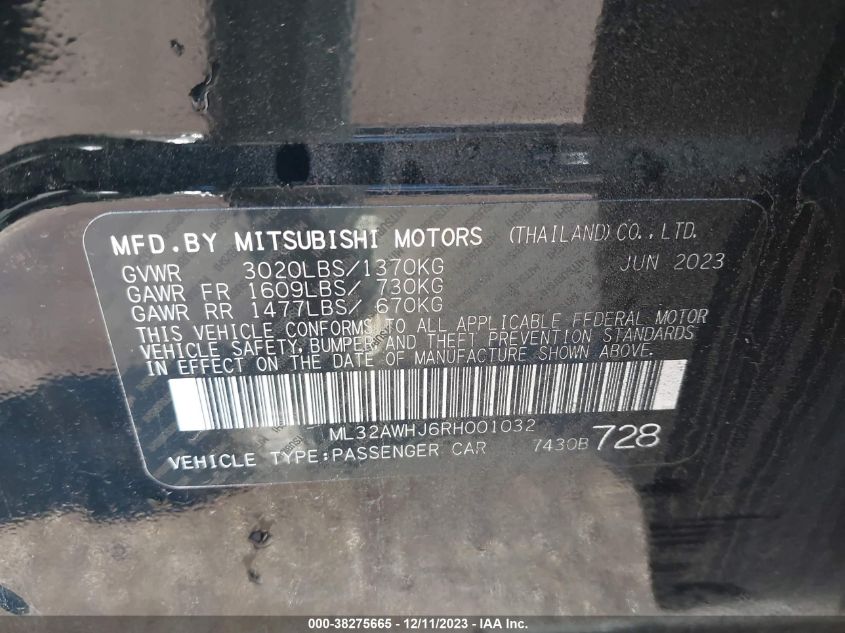 MFD.BY MITSUBISHI MOTORS (THAILAND)CO.,LTD.
GVWR 3020LBS/1370KG JUN 2023
GAWR FR 1609LBS/ 730KG
GAWR RR 1477LBS/ 670KG
THIS VEHICLE CONFORMS TO ALL APPLICABLE FEDERAL MOTOR
VEHICLE SAFETY, BUMPER, AND THEFT PREVENTION STANDARDS
IN EFFECT ON THE DATE OF MANUFACTURE SHOWN ABOVE.
ML32AWHJ6RH001032
VEHICLE TYPE:PASSENGER CAR 7430B 728
000-38275665 - 12/11/2023 - IAA Inc.